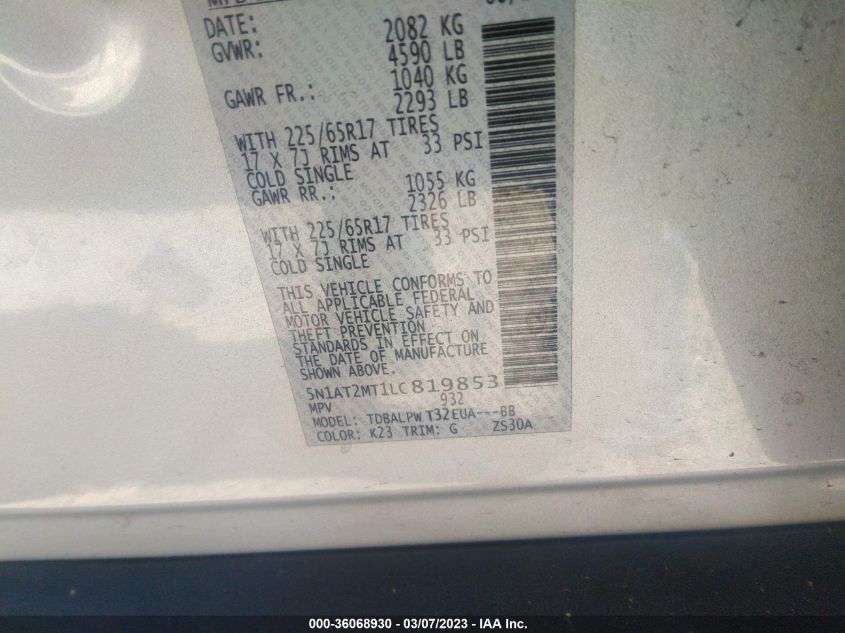 DATE: 2082 KG
GVWR: 4590 LB
1040 KG
GAWR FR.: 2293 LB
WITH 225/65R17 TIRES
17 X 7J RIMS AT 33 PSI
COLD SINGLE
GAWR RR.: 1055 KG
2326 LB
WITH 225/65R17 TIRES
17 X 7J RIMS AT 33 PSI
COLD SINGLE
THIS VEHICLE CONFORMS TO
ALL APPLICABLE FEDERAL
MOTOR VEHICLE SAFETY AND
THEFT PREVENTION
STANDARDS IN EFFECT ON
THE DATE OF MANUFACTURE
SHOWN ABOVE.
5N1AT2MT1LC819853
MPV 932
MODEL: TDBALPWT32EUA---BB
COLOR: K23 TRIM: G ZS30A
000-36068930 - 03/07/2023 - IAA Inc.